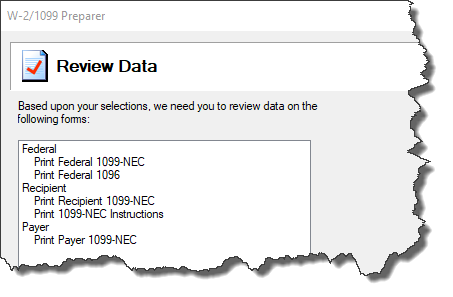 W-2/1099 Preparer
Review Data
Based upon your selections, we need you to review data on the
following forms:
Federal
Print Federal 1099-NEC
Print Federal 1096
Recipient
Print Recipient 1099-NEC
Print 1099-NEC Instructions
Payer
Print Payer 1099-NEC